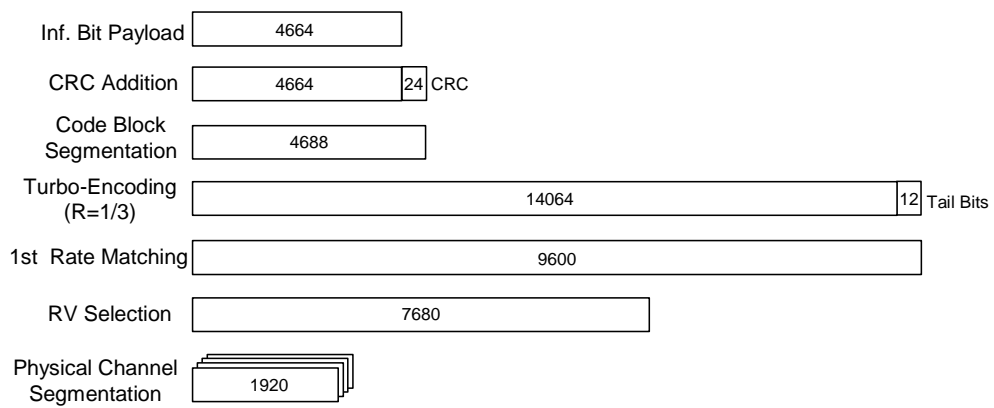 Inf. Bit Payload 4664
CRC Addition 4664 24 CRC
Code Block
Segmentation 4688
Turbo-Encoding
(R=1/3) 14064 12 Tail Bits
1st Rate Matching 9600
RV Selection 7680
Physical Channel
Segmentation 1920